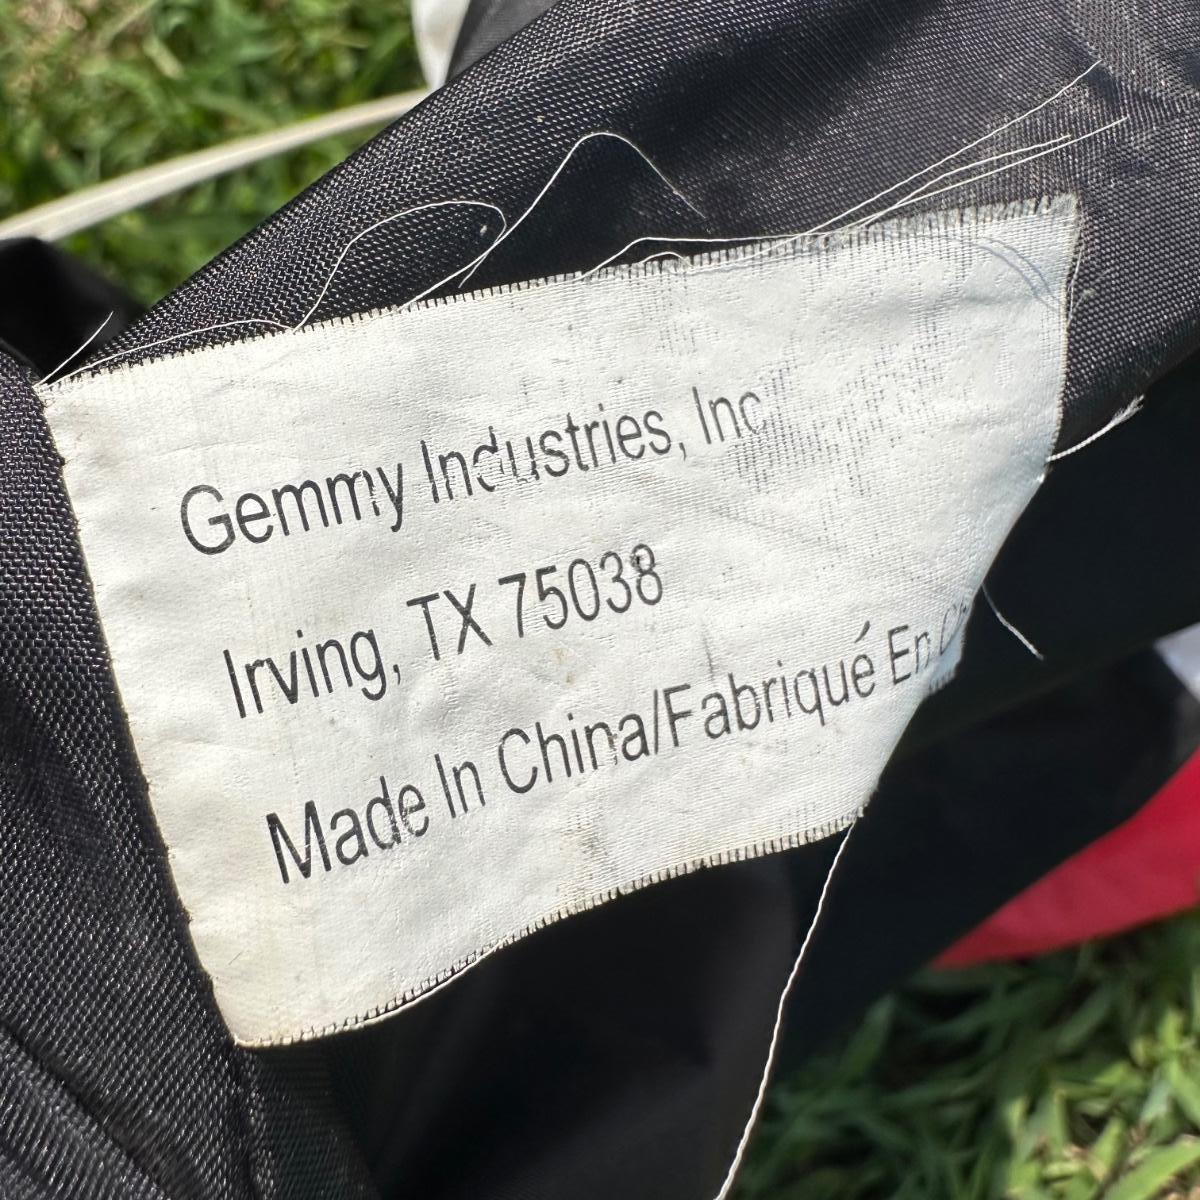 Gemmy Industries, Inc
Irving, TX 75038
Made In China/Fabriqué En